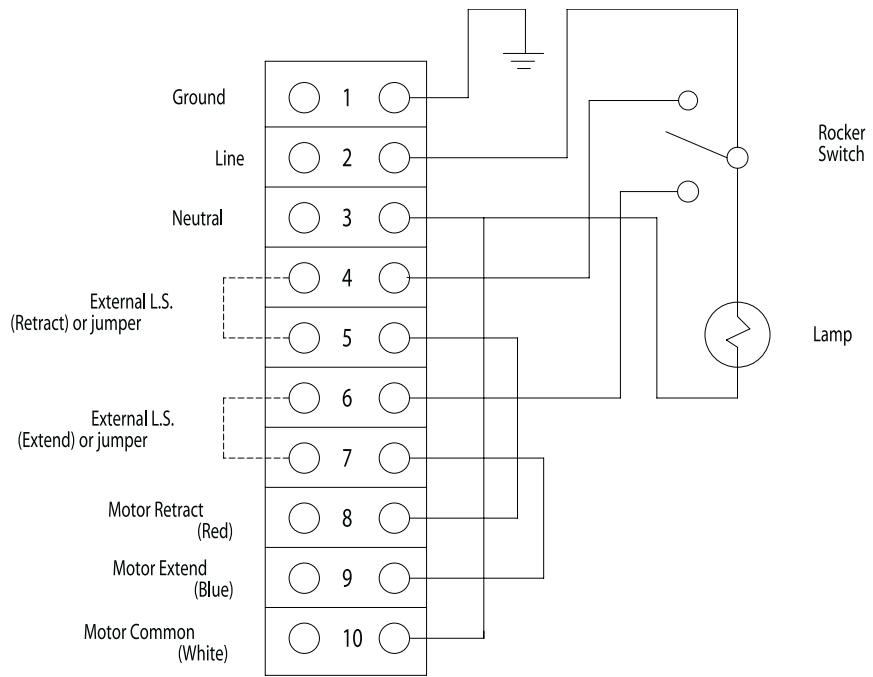 Ground 1
Line 2
Rocker
Switch
Neutral 3
4
External L.S.
(Retract) or jumper
5
Lamp
6
External L.S.
(Extend) or jumper
7
Motor Retract
(Red)
8
Motor Extend
(Blue)
9
Motor Common
(White)
10